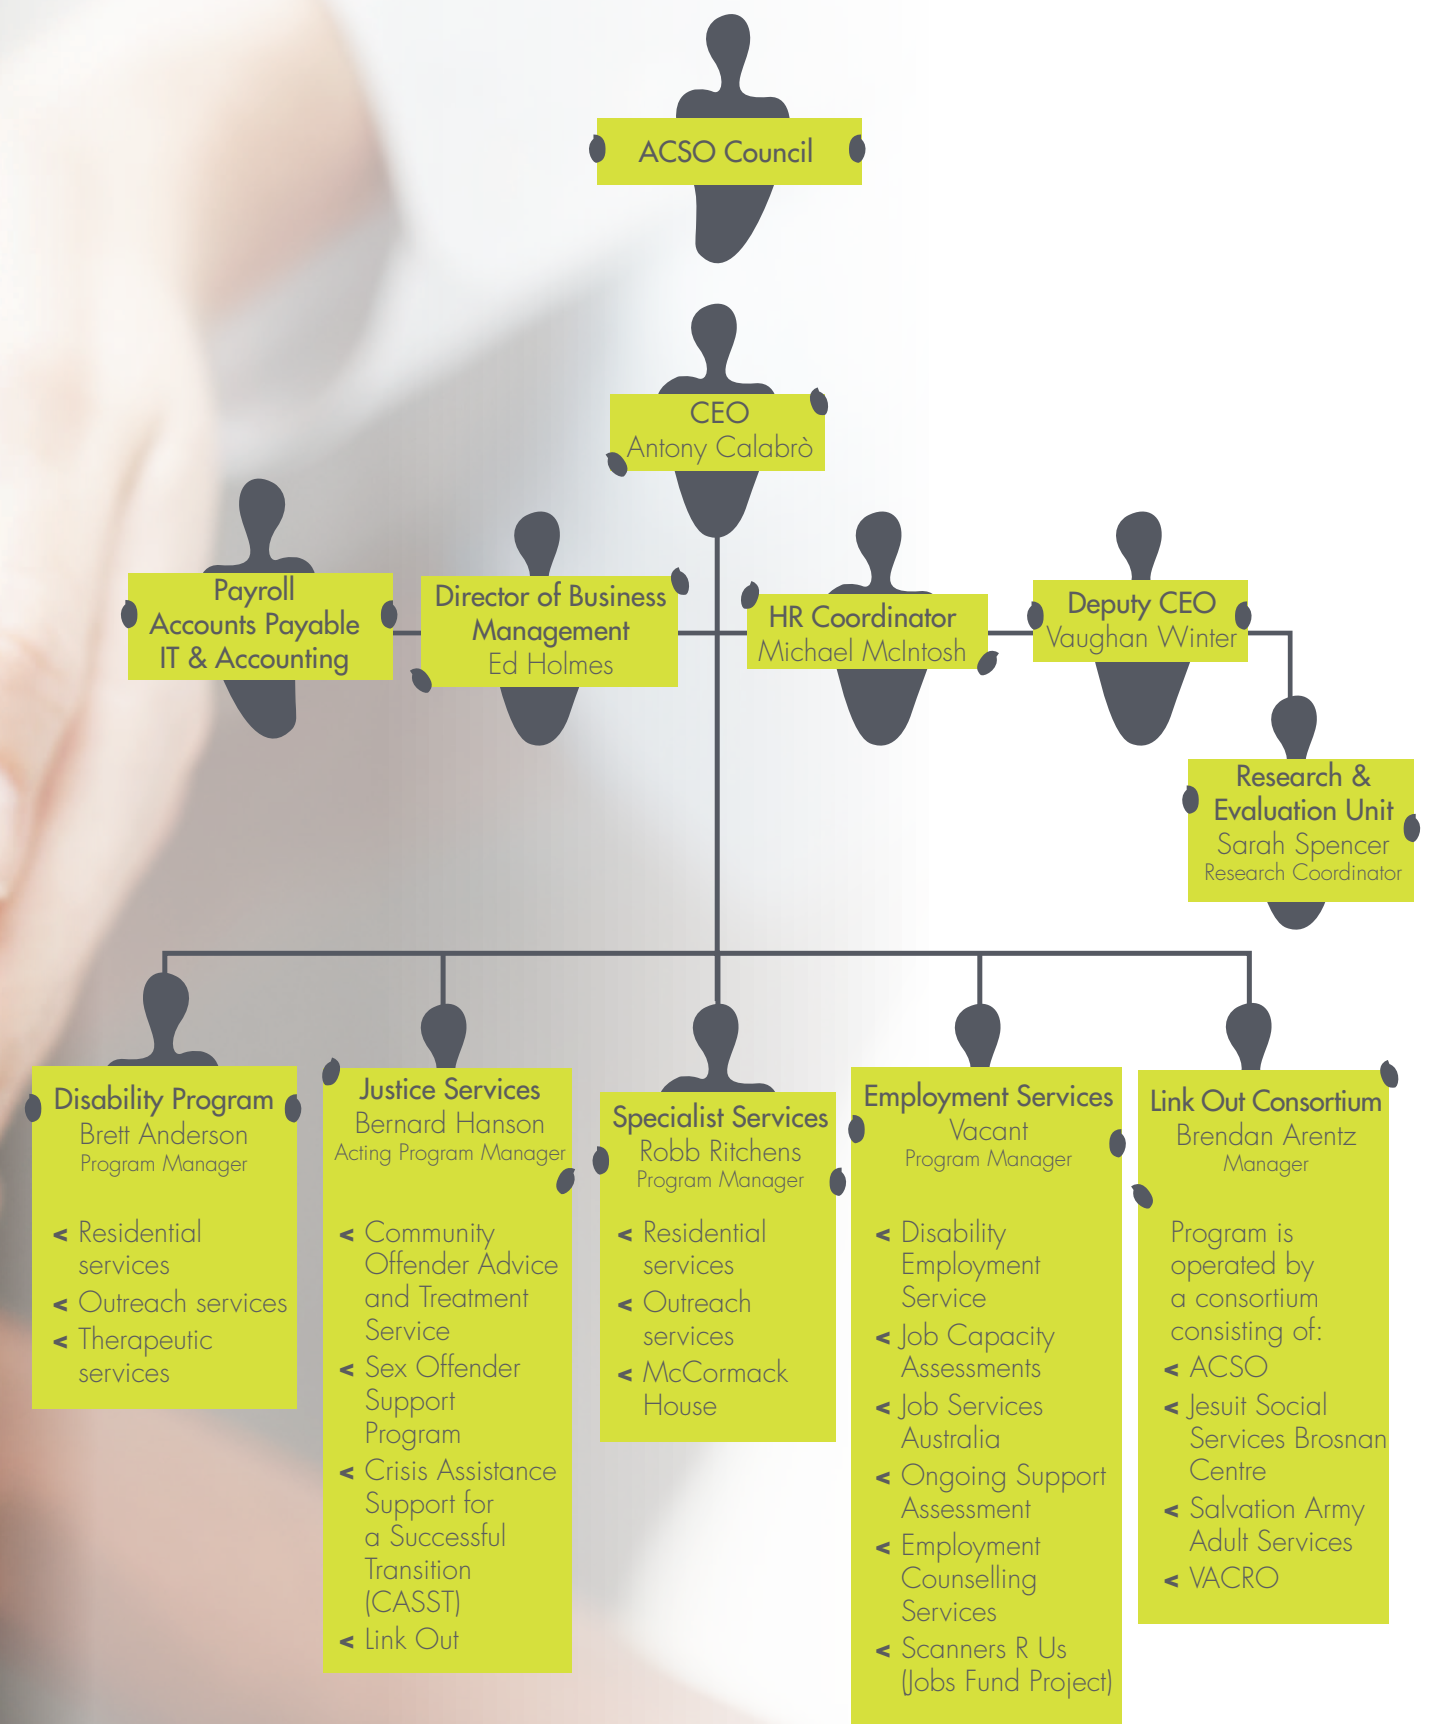 ACSO Council
CEO
Antony Calabrò
Payroll
Accounts Payable
IT & Accounting
Director of Business
Management
Ed Holmes
HR Coordinator
Michael McIntosh
Deputy CEO
Vaughan Winter
Research &
Evaluation Unit
Sarah Spencer
Research Coordinator
Disability Program
Brett Anderson
Program Manager
< Residential
services
< Outreach services
< Therapeutic
services
Justice Services
Bernard Hanson
Acting Program Manager
< Community
Offender Advice
and Treatment
Service
< Sex Offender
Support
Program
< Crisis Assistance
Support for
a Successful
Transition
(CASST)
< Link Out
Specialist Services
Robb Ritchens
Program Manager
< Residential
services
< Outreach
services
< McCormack
House
Employment Services
Vacant
Program Manager
< Disability
Employment
Service
< Job Capacity
Assessments
< Job Services
Australia
< Ongoing Support
Assessment
< Employment
Counselling
Services
< Scanners R Us
(Jobs Fund Project)
Link Out Consortium
Brendan Arentz
Manager
Program is
operated by
a consortium
consisting of:
< ACSO
< Jesuit Social
Services Brosnan
Centre
< Salvation Army
Adult Services
< VACRO